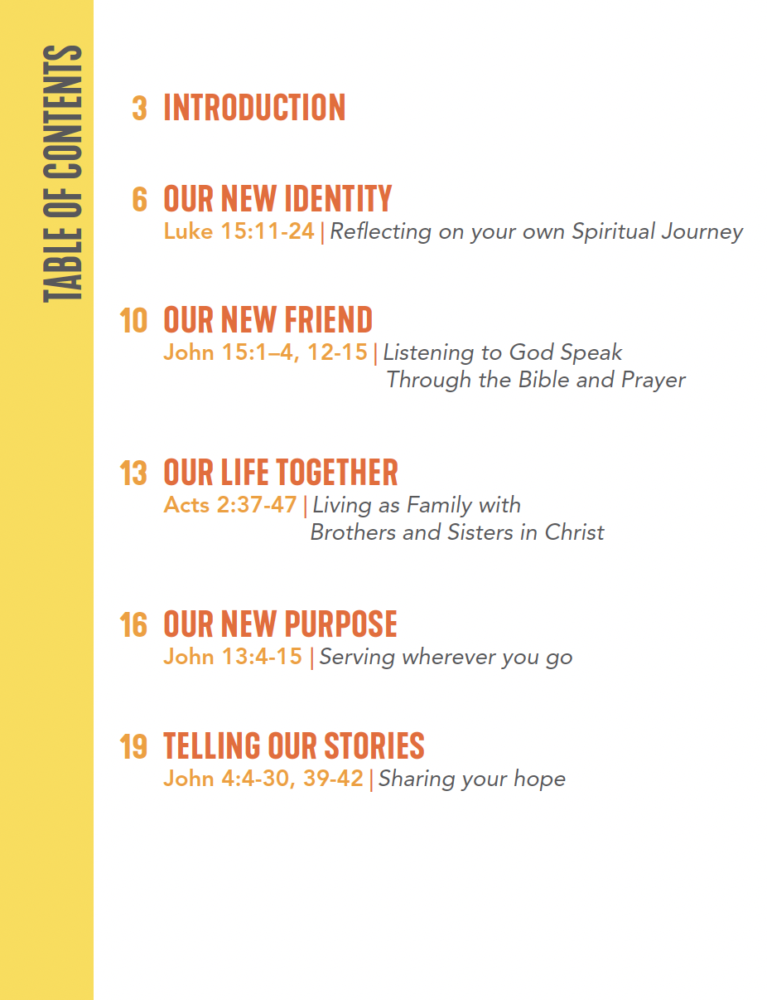 TABLE OF CONTENTS
3 INTRODUCTION
6 OUR NEW IDENTITY
Luke 15:11-24 | Reflecting on your own Spiritual Journey
10 OUR NEW FRIEND
John 15:1–4, 12-15 | Listening to God Speak
Through the Bible and Prayer
13 OUR LIFE TOGETHER
Acts 2:37-47 | Living as Family with
Brothers and Sisters in Christ
16 OUR NEW PURPOSE
John 13:4-15 | Serving wherever you go
19 TELLING OUR STORIES
John 4:4-30, 39-42 | Sharing your hope